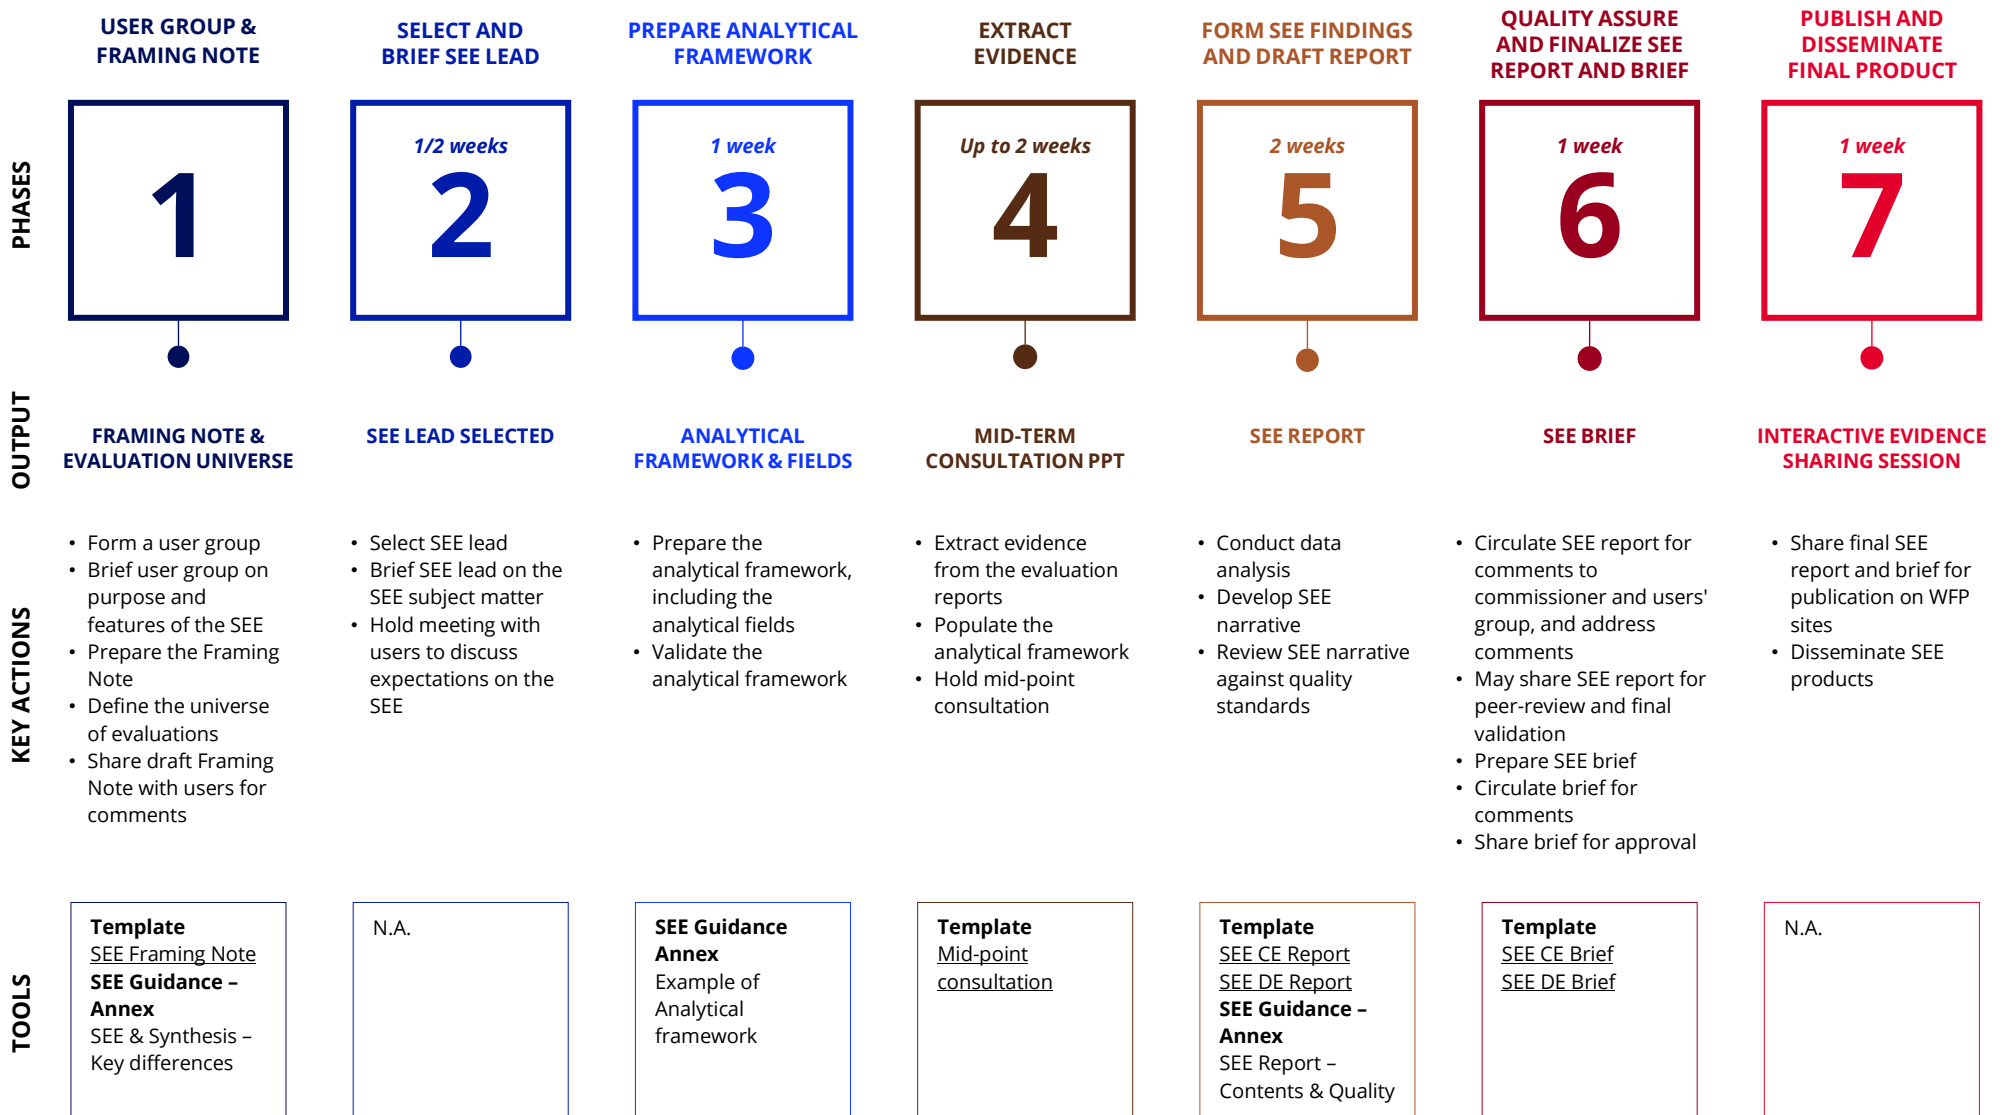 USER GROUP &
FRAMING NOTE
SELECT AND
BRIEF SEE LEAD
PREPARE ANALYTICAL
FRAMEWORK
EXTRACT
EVIDENCE
FORM SEE FINDINGS
AND DRAFT REPORT
QUALITY ASSURE
AND FINALIZE SEE
REPORT AND BRIEF
PUBLISH AND
DISSEMINATE
FINAL PRODUCT
PHASES
1
1/2 weeks
2
1 week
3
Up to 2 weeks
4
2 weeks
5
1 week
6
1 week
7
OUTPUT
FRAMING NOTE &
EVALUATION UNIVERSE
SEE LEAD SELECTED
ANALYTICAL
FRAMEWORK & FIELDS
MID-TERM
CONSULTATION PPT
SEE REPORT
SEE BRIEF
INTERACTIVE EVIDENCE
SHARING SESSION
KEY ACTIONS
• Form a user group
• Brief user group on
purpose and
features of the SEE
• Prepare the Framing
Note
• Define the universe
of evaluations
• Share draft Framing
Note with users for
comments
• Select SEE lead
• Brief SEE lead on the
SEE subject matter
• Hold meeting with
users to discuss
expectations on the
SEE
• Prepare the
analytical framework,
including the
analytical fields
• Validate the
analytical framework
• Extract evidence
from the evaluation
reports
• Populate the
analytical framework
• Hold mid-point
consultation
• Conduct data
analysis
• Develop SEE
narrative
• Review SEE narrative
against quality
standards
• Circulate SEE report for
comments to
commissioner and users'
group, and address
comments
• May share SEE report for
peer-review and final
validation
• Prepare SEE brief
• Circulate brief for
comments
• Share brief for approval
• Share final SEE
report and brief for
publication on WFP
sites
• Disseminate SEE
products
TOOLS
Template
SEE Framing Note
SEE Guidance –
Annex
SEE & Synthesis –
Key differences
N.A.
SEE Guidance
Annex
Example of
Analytical
framework
Template
Mid-point
consultation
Template
SEE CE Report
SEE DE Report
SEE Guidance –
Annex
SEE Report –
Contents & Quality
Template
SEE CE Brief
SEE DE Brief
N.A.